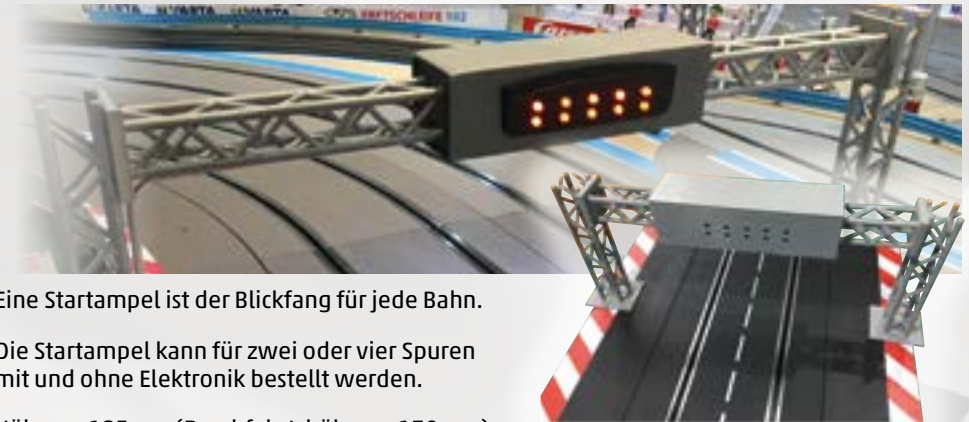 VARTA
Eine Startampel ist der Blickfang für jede Bahn.
Die Startampel kann für zwei oder vier Spuren
mit und ohne Elektronik bestellt werden.